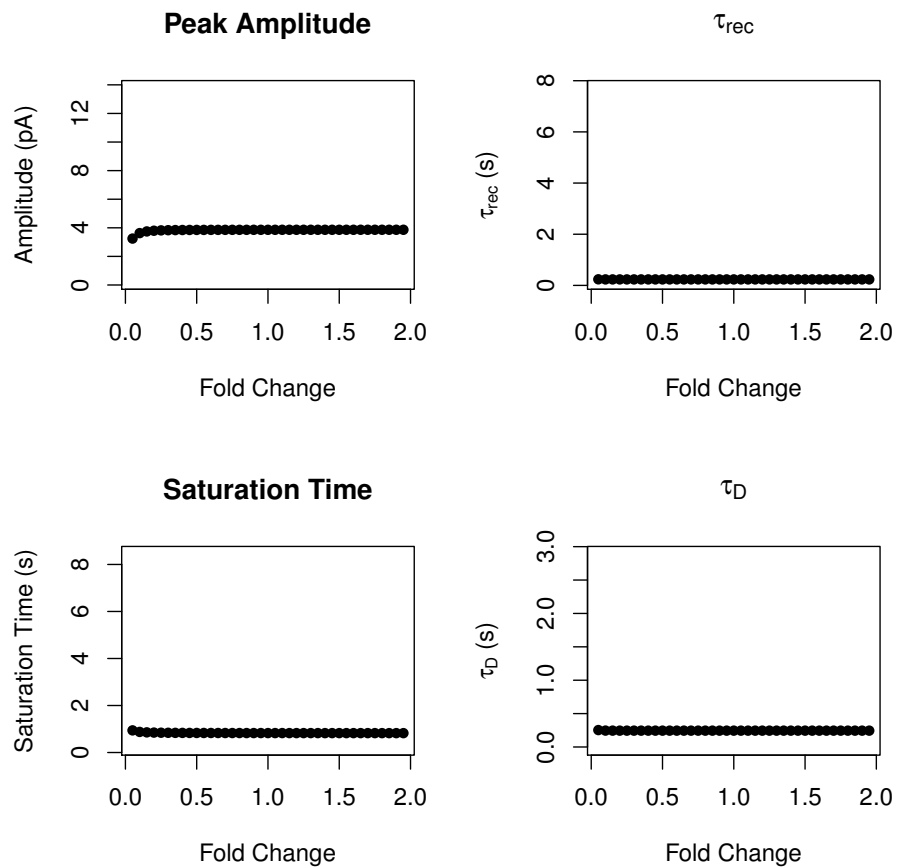 Peak Amplitude
Amplitude (pA)
0 4 8 12
0.0 0.5 1.0 1.5 2.0
Fold Change
τrec
τrec (s)
0 2 4 6 8
0.0 0.5 1.0 1.5 2.0
Fold Change
Saturation Time
Saturation Time (s)
0 2 4 6 8
0.0 0.5 1.0 1.5 2.0
Fold Change
τD
τD (s)
0.0 1.0 2.0 3.0
0.0 0.5 1.0 1.5 2.0
Fold Change